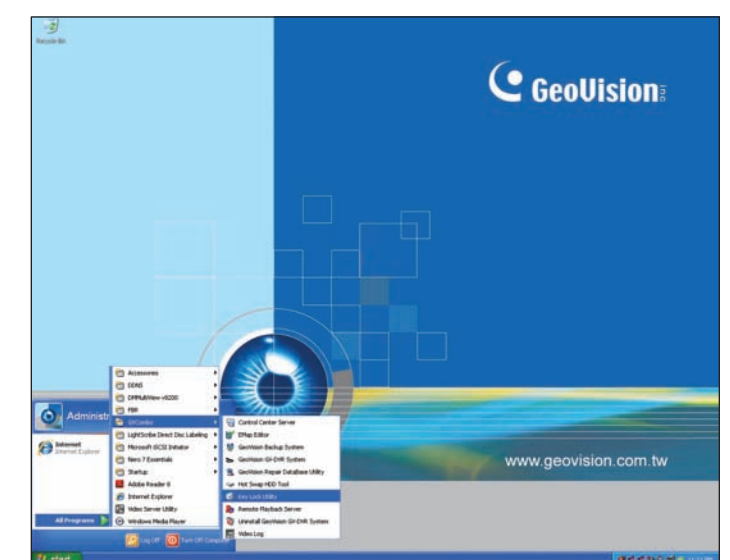 Recycle Bin
GeoVision inc
Administr
Internet
Internet Explorer
All Programs
Accessories
DDNS
DMMultiView-v8200
FBR
GVCombo
LightScribe Direct Disc Labeling
Microsoft iSCSI Initiator
Nero 7 Essentials
Startup
Adobe Reader 8
Internet Explorer
Video Server Utility
Windows Media Player
Control Center Server
EMap Editor
GeoVision Backup System
GeoVision GV-DVR System
GeoVision Repair DataBase Utility
Hot Swap HDD Tool
Key Lock Utility
Remote Playback Server
Uninstall GeoVision GV-DVR System
Video Log
www.geovision.com.tw
Log Off
Turn Off Computer
start